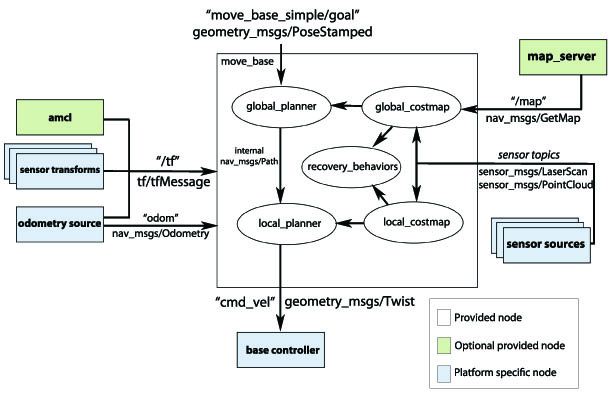 “move_base_simple/goal”
geometry_msgs/PoseStamped
move_base
map_server
global_planner
global_costmap
“/map”
nav_msgs/GetMap
amcl
sensor transforms
“/tf”
tf/tfMessage
internal
nav_msgs/Path
recovery_behaviors
sensor topics
sensor_msgs/LaserScan
sensor_msgs/PointCloud
odometry source
“odom”
nav_msgs/Odometry
local_planner
local_costmap
sensor sources
“cmd_vel”
geometry_msgs/Twist
base controller
Provided node
Optional provided node
Platform specific node